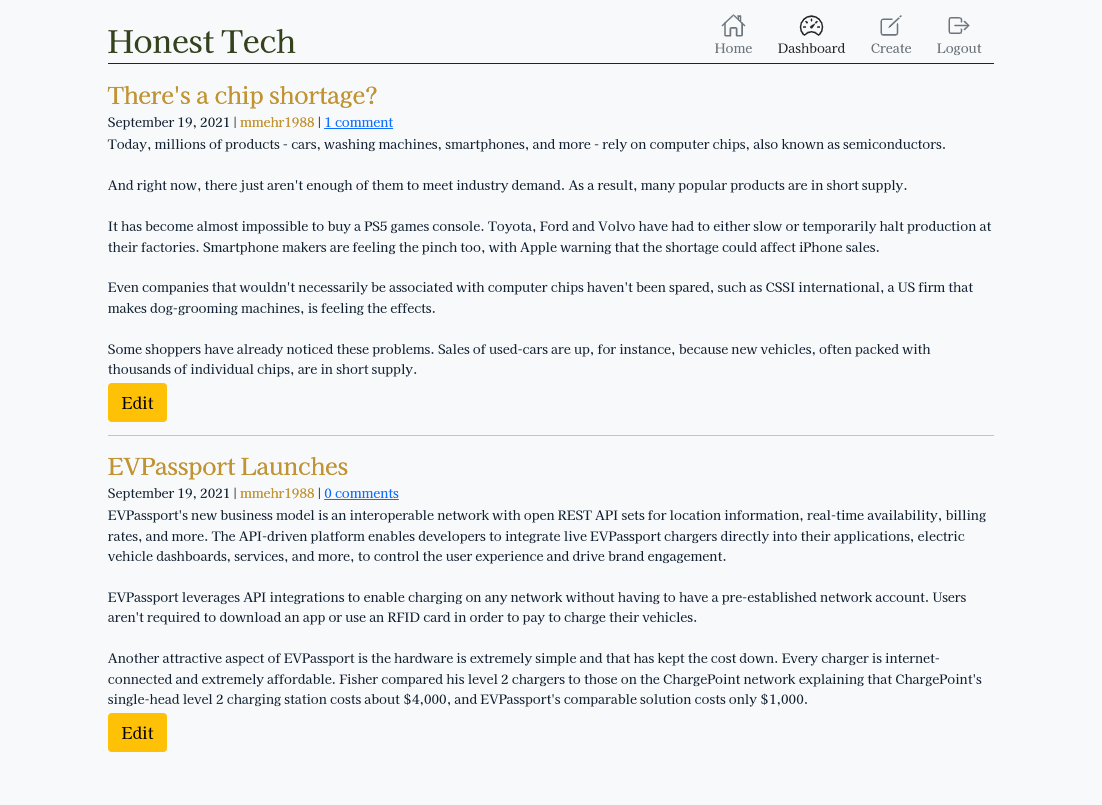 Honest Tech
Home
Dashboard
Create
Logout
There's a chip shortage?
September 19, 2021 | mmehr1988 | 1 comment
Today, millions of products - cars, washing machines, smartphones, and more - rely on computer chips, also known as semiconductors.
And right now, there just aren't enough of them to meet industry demand. As a result, many popular products are in short supply.
It has become almost impossible to buy a PS5 games console. Toyota, Ford and Volvo have had to either slow or temporarily halt production at
their factories. Smartphone makers are feeling the pinch too, with Apple warning that the shortage could affect iPhone sales.
Even companies that wouldn't necessarily be associated with computer chips haven't been spared, such as CSSI international, a US firm that
makes dog-grooming machines, is feeling the effects.
Some shoppers have already noticed these problems. Sales of used-cars are up, for instance, because new vehicles, often packed with
thousands of individual chips, are in short supply.
Edit
EVPassport Launches
September 19, 2021 | mmehr1988 | 0 comments
EVPassport's new business model is an interoperable network with open REST API sets for location information, real-time availability, billing
rates, and more. The API-driven platform enables developers to integrate live EVPassport chargers directly into their applications, electric
vehicle dashboards, services, and more, to control the user experience and drive brand engagement.
EVPassport leverages API integrations to enable charging on any network without having to have a pre-established network account. Users
aren't required to download an app or use an RFID card in order to pay to charge their vehicles.
Another attractive aspect of EVPassport is the hardware is extremely simple and that has kept the cost down. Every charger is internet-
connected and extremely affordable. Fisher compared his level 2 chargers to those on the ChargePoint network explaining that ChargePoint's
single-head level 2 charging station costs about $4,000, and EVPassport's comparable solution costs only $1,000.
Edit